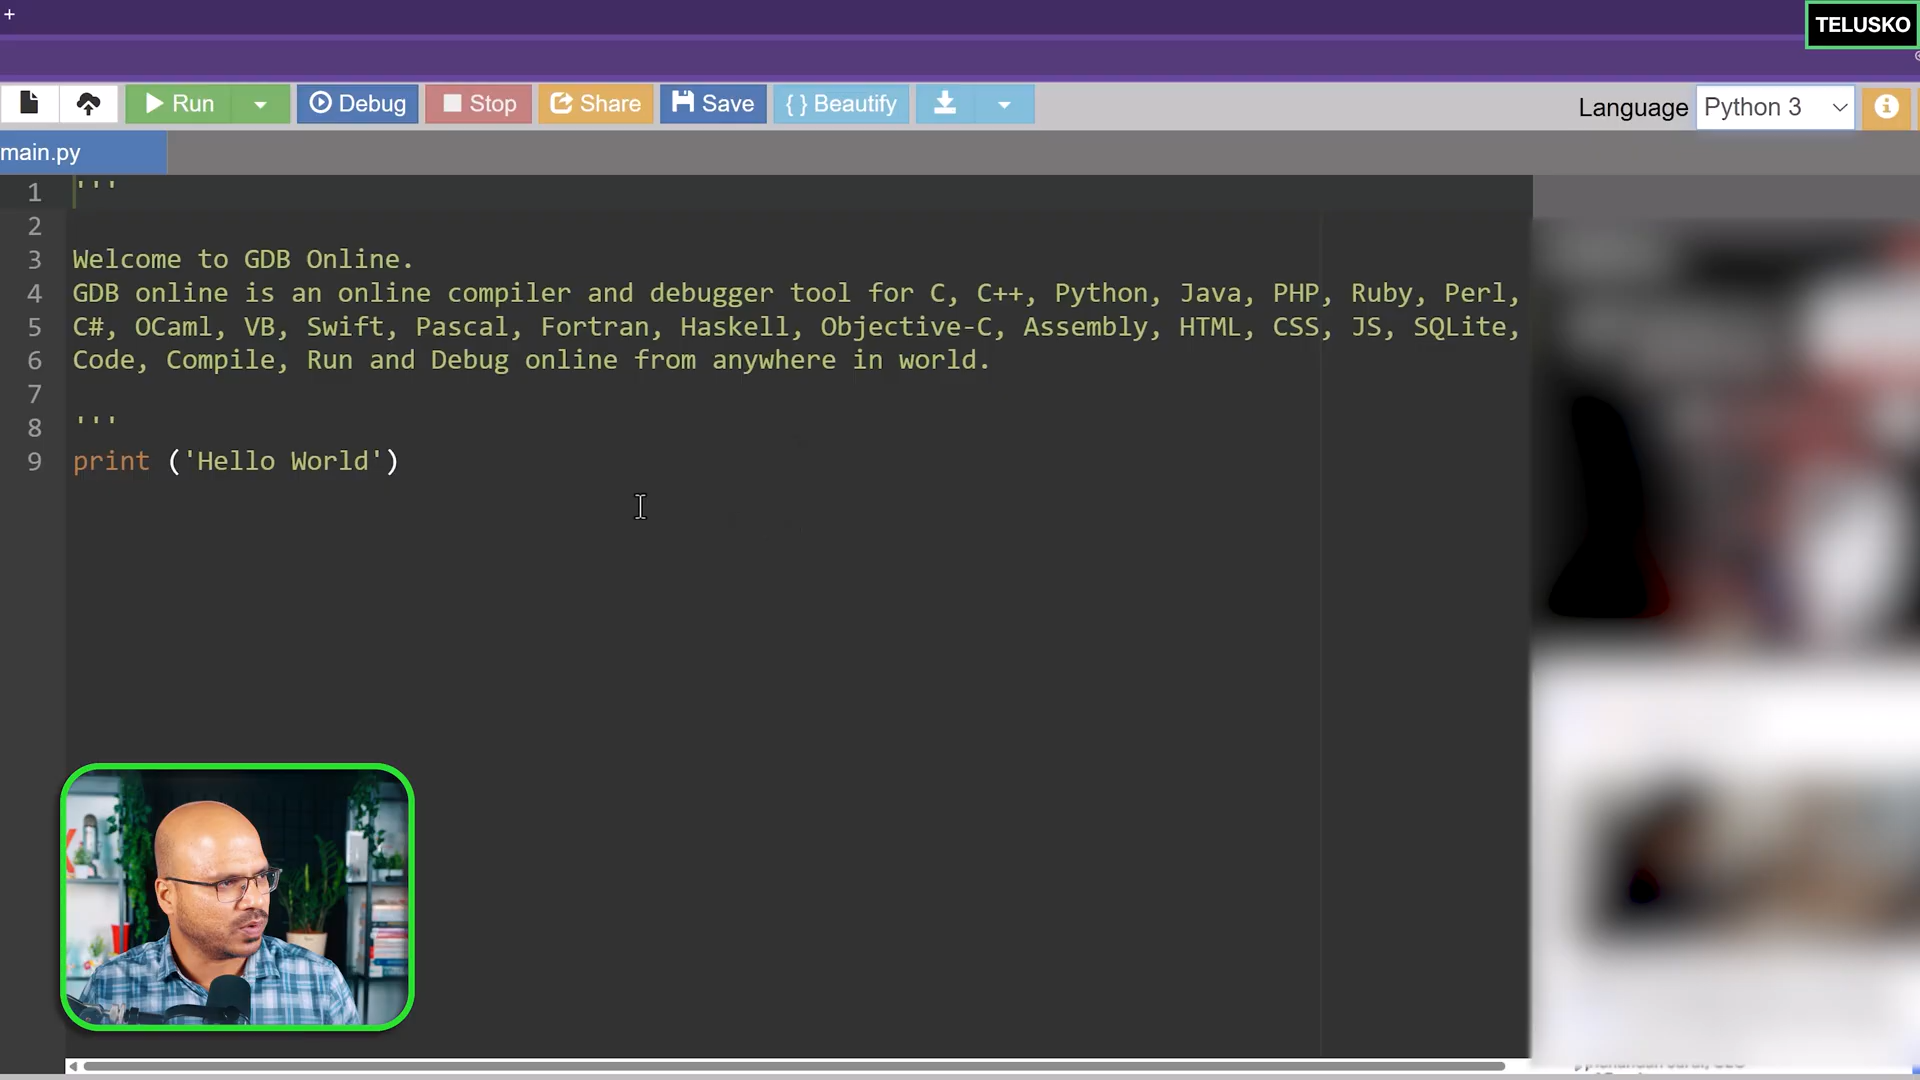 +
TELUSKO
Run Debug Stop Share Save { } Beautify Language Python 3
main.py
1 '''
2
3 Welcome to GDB Online.
4 GDB online is an online compiler and debugger tool for C, C++, Python, Java, PHP, Ruby, Perl,
5 C#, OCaml, VB, Swift, Pascal, Fortran, Haskell, Objective-C, Assembly, HTML, CSS, JS, SQLite,
6 Code, Compile, Run and Debug online from anywhere in world.
7
8 '''
9 print ('Hello World')